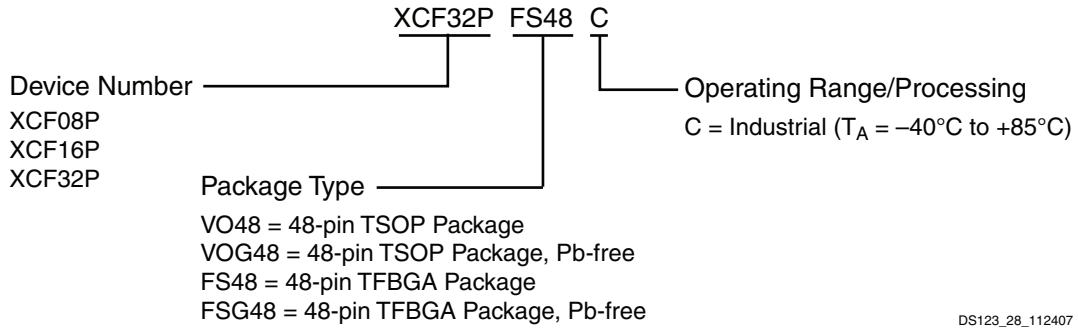 XCF32P FS48 C
Device Number
XCF08P
XCF16P
XCF32P
Package Type
VO48 = 48-pin TSOP Package
VOG48 = 48-pin TSOP Package, Pb-free
FS48 = 48-pin TFBGA Package
FSG48 = 48-pin TFBGA Package, Pb-free
Operating Range/Processing
C = Industrial (TA = –40°C to +85°C)
DS123_28_112407